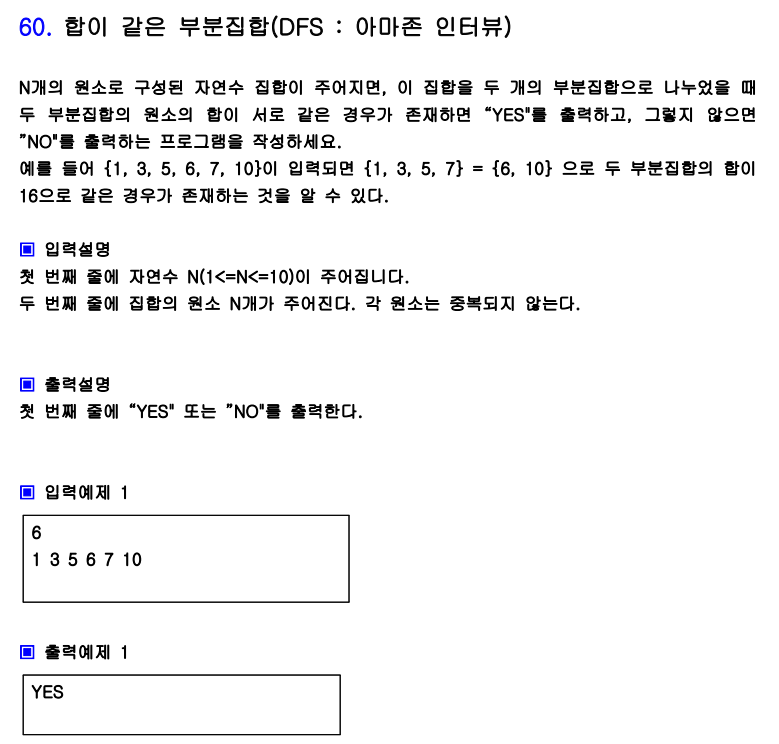 60. 합이 같은 부분집합(DFS : 아마존 인터뷰)
N개의 원소로 구성된 자연수 집합이 주어지면, 이 집합을 두 개의 부분집합으로 나누었을 때
두 부분집합의 원소의 합이 서로 같은 경우가 존재하면 “YES"를 출력하고, 그렇지 않으면
”NO"를 출력하는 프로그램을 작성하세요.
예를 들어 {1, 3, 5, 6, 7, 10}이 입력되면 {1, 3, 5, 7} = {6, 10} 으로 두 부분집합의 합이
16으로 같은 경우가 존재하는 것을 알 수 있다.
▣ 입력설명
첫 번째 줄에 자연수 N(1<=N<=10)이 주어집니다.
두 번째 줄에 집합의 원소 N개가 주어진다. 각 원소는 중복되지 않는다.
▣ 출력설명
첫 번째 줄에 “YES" 또는 ”NO"를 출력한다.
▣ 입력예제 1
6
1 3 5 6 7 10
▣ 출력예제 1
YES